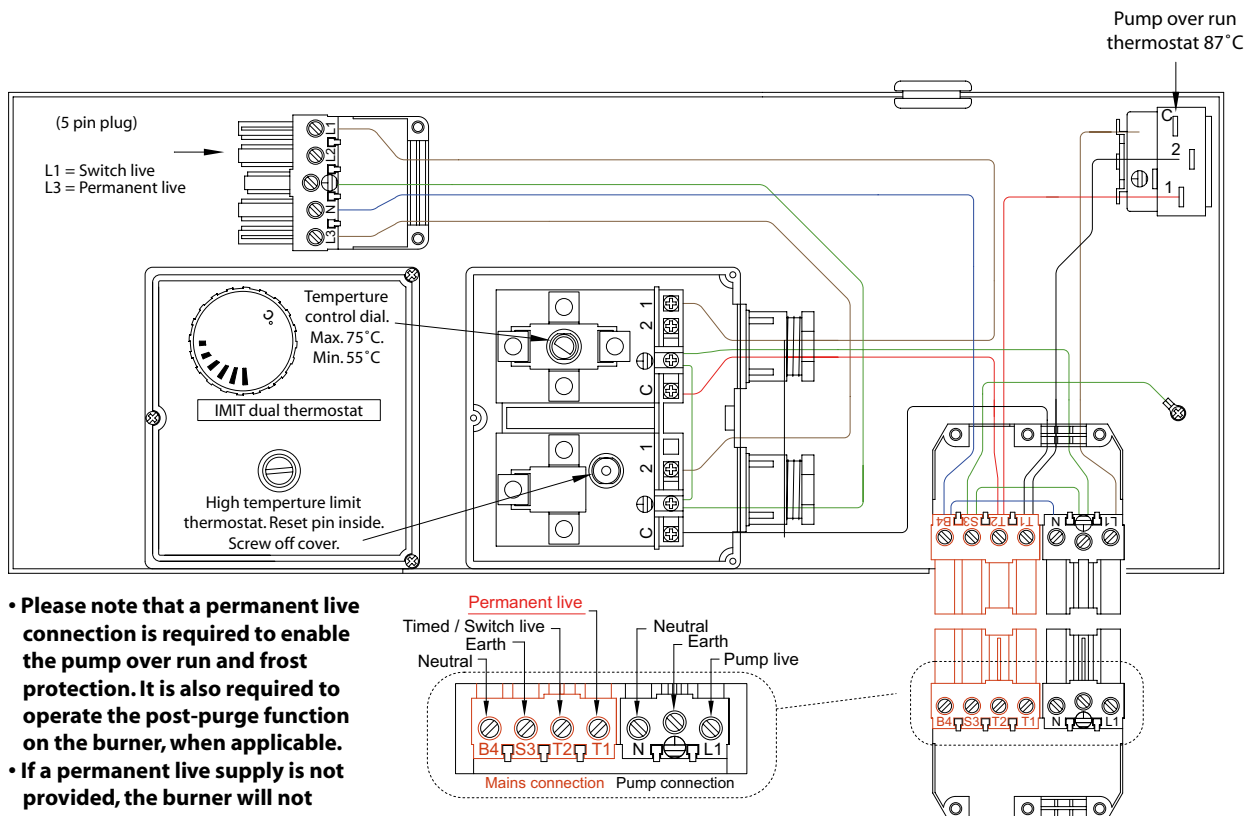 Pump over run
thermostat 87˚C
(5 pin plug)
L1 = Switch live
L3 = Permanent live
L1
L2
N
L3
C
2
1
Temperture
control dial.
Max. 75˚C.
Min. 55˚C
IMIT dual thermostat
High temperture limit
thermostat. Reset pin inside.
Screw off cover.
1
2
C
1
2
C
B4 S3 T2 T1 N L1
• Please note that a permanent live
connection is required to enable
the pump over run and frost
protection. It is also required to
operate the post-purge function
on the burner, when applicable.
• If a permanent live supply is not
provided, the burner will not
Permanent live
Timed / Switch live
Earth
Neutral
Neutral
Earth
Pump live
B4 S3 T2 T1 N L1
Mains connection Pump connection
B4 S3 T2 T1 N L1